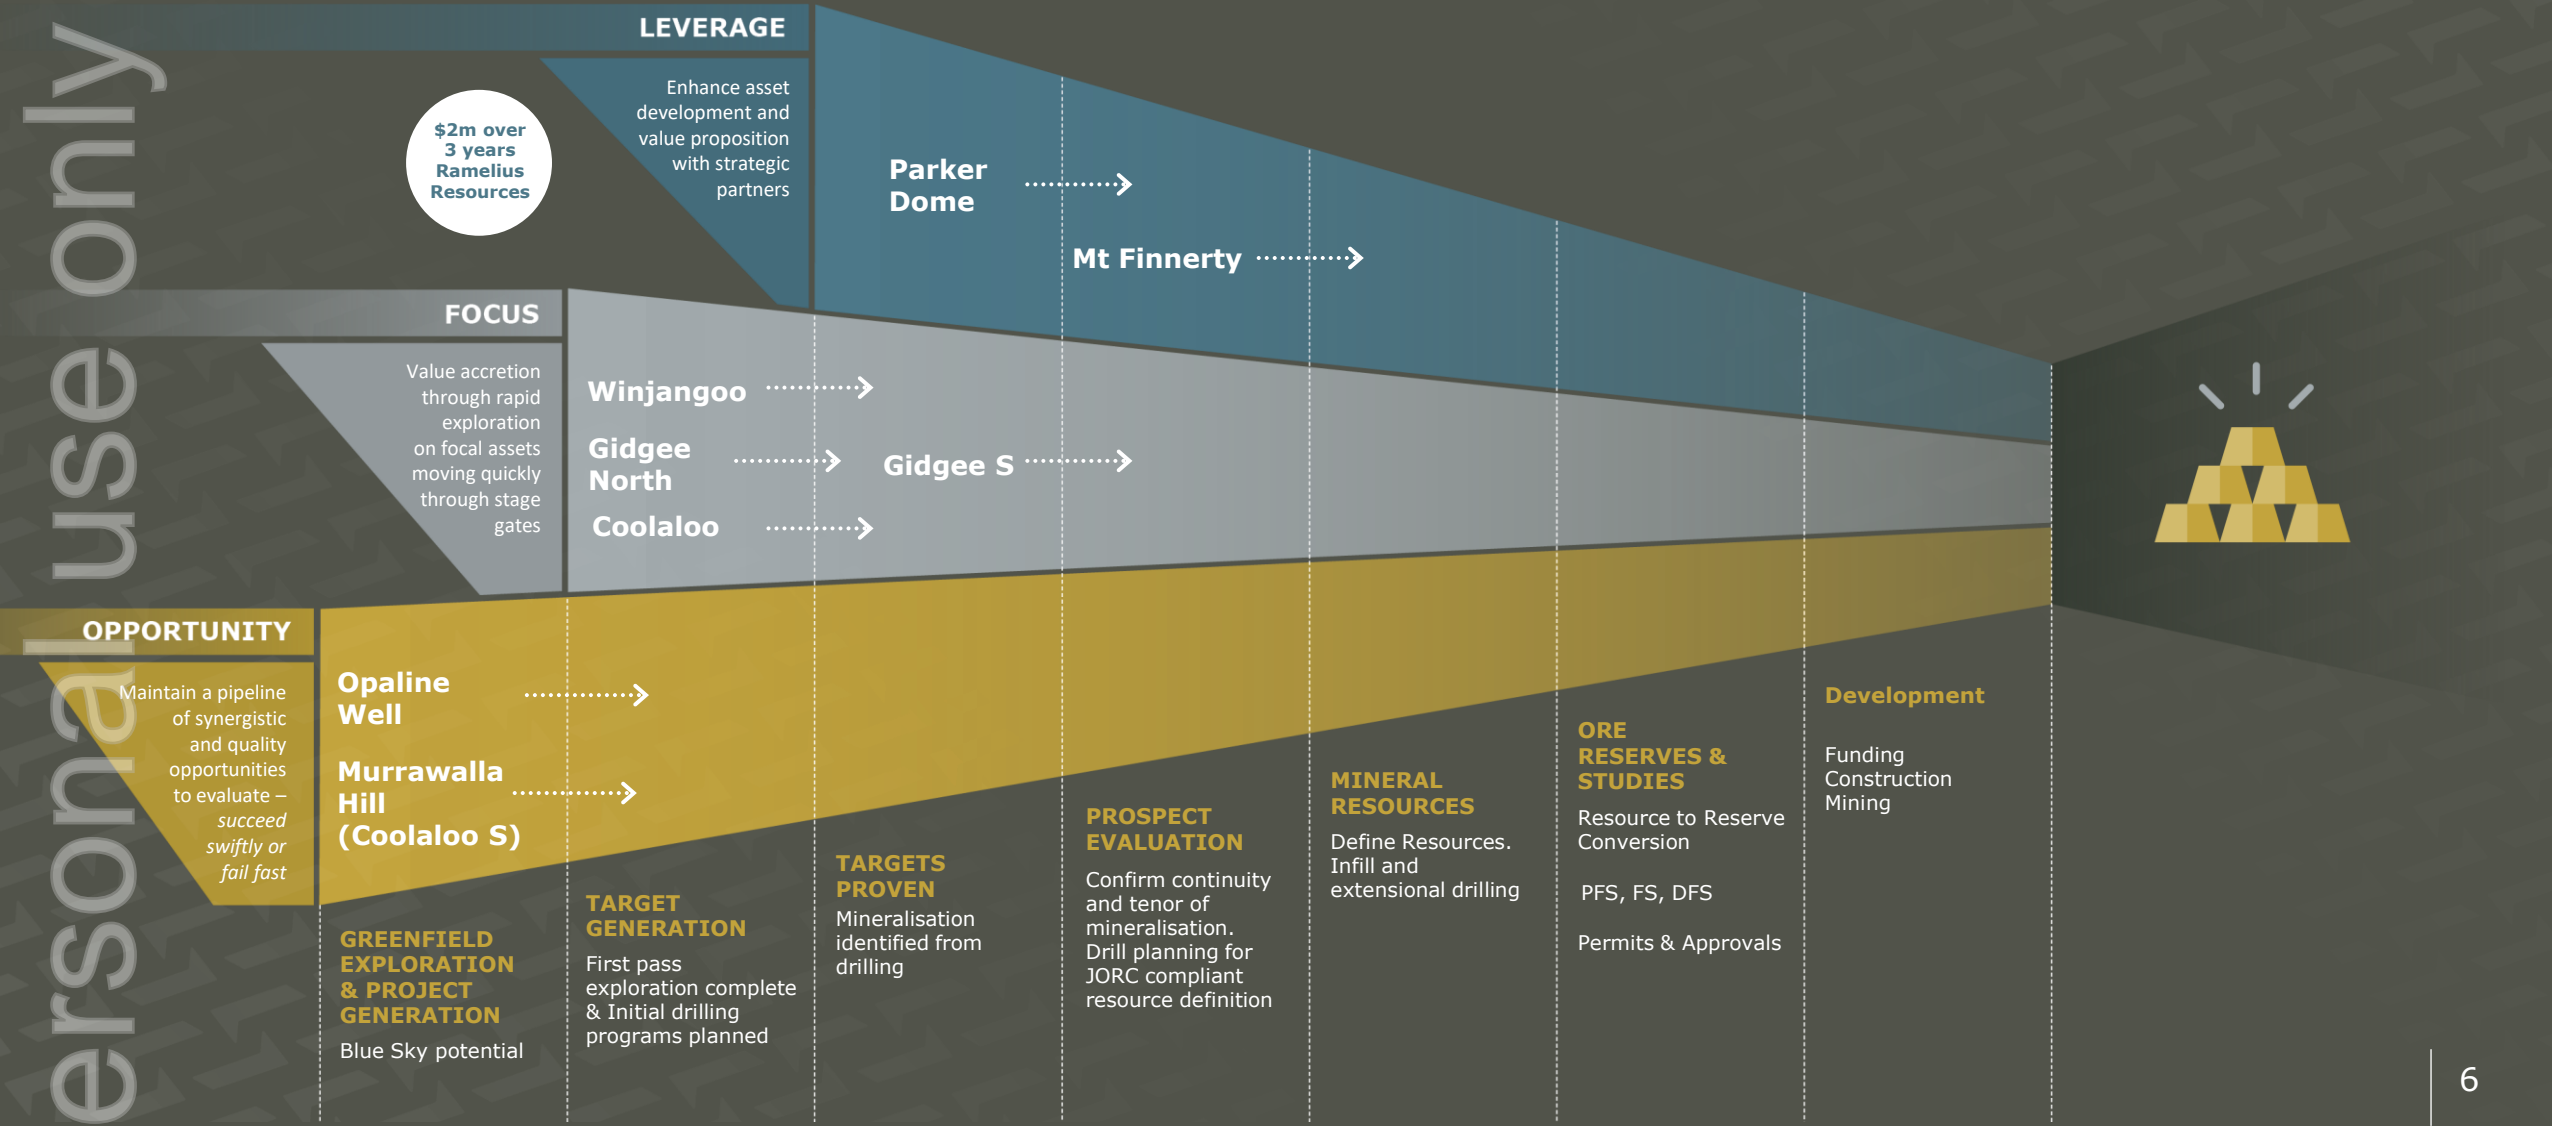 LEVERAGE
Enhance asset
development and
value proposition
with strategic
partners
$2m over
3 years
Ramelius
Resources
Parker
Dome
Mt Finnerty
FOCUS
Value accretion
through rapid
exploration
on focal assets
moving quickly
through stage
gates
Winjangoo
Gidgee
North
Gidgee S
Coolaloo
OPPORTUNITY
Maintain a pipeline
of synergistic
and quality
opportunities
to evaluate –
succeed
swiftly or
fail fast
Opaline
Well
Murrawalla
Hill
(Coolaloo S)
GREENFIELD
EXPLORATION
& PROJECT
GENERATION
Blue Sky potential
TARGET
GENERATION
First pass
exploration complete
& Initial drilling
programs planned
TARGETS
PROVEN
Mineralisation
identified from
drilling
PROSPECT
EVALUATION
Confirm continuity
and tenor of
mineralisation.
Drill planning for
JORC compliant
resource definition
MINERAL
RESOURCES
Define Resources.
Infill and
extensional drilling
ORE
RESERVES &
STUDIES
Resource to Reserve
Conversion
PFS, FS, DFS
Permits & Approvals
Development
Funding
Construction
Mining
6
ersonal use only